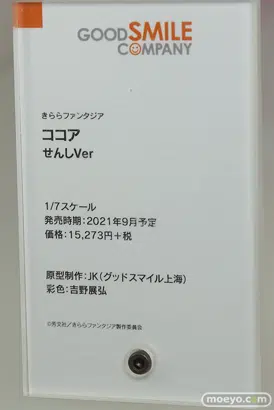 GOODSMILE
COMPANY
きららファンタジア
ココア
せんしVer
1/7スケール
発売時期:2021年9月予定
価格:15,273円+税
原型制作:JK(グッドスマイル上海)
彩色:吉野展弘
©芳文社/きららファンタジア製作委員会
moeyo.com